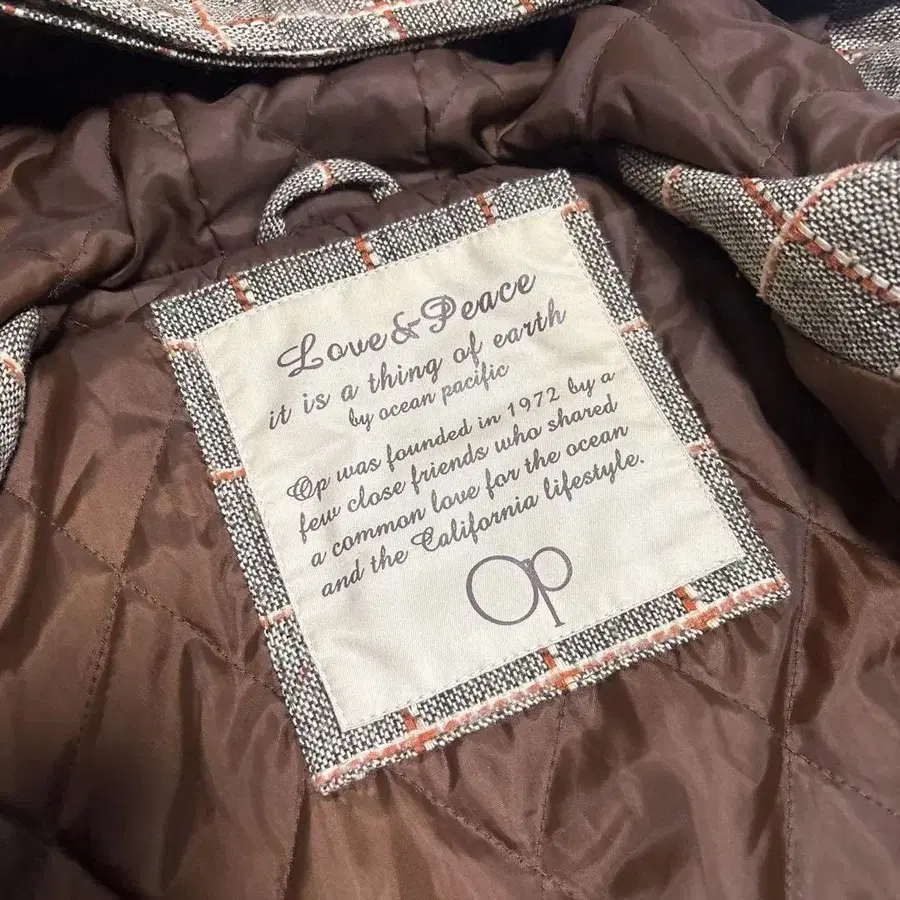 Love & Peace
it is a thing of earth
by ocean pacific
Op was founded in 1972 by a
few close friends who shared
a common love for the ocean
and the California lifestyle.
Op